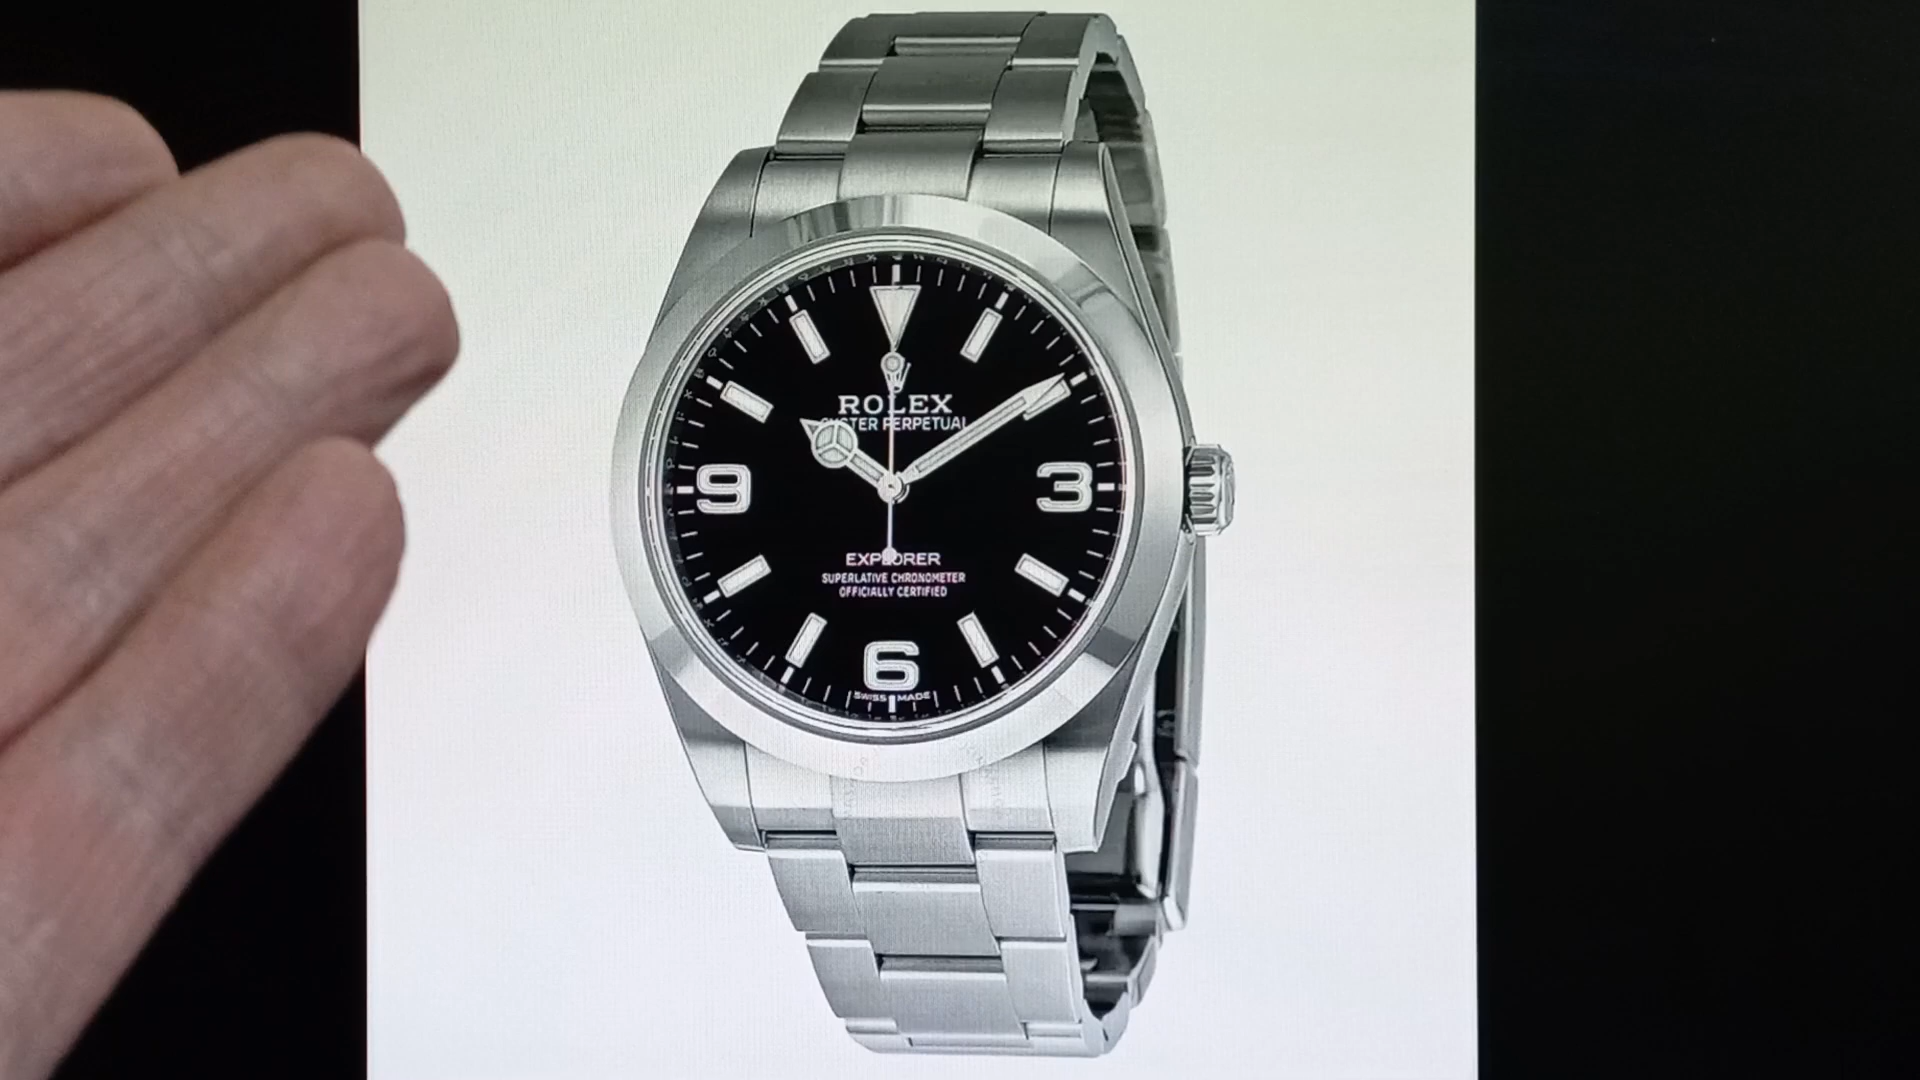 ROLEX
OYSTER PERPETUAL
9
3
EXPLORER
SUPERLATIVE CHRONOMETER
OFFICIALLY CERTIFIED
6
SWISS MADE